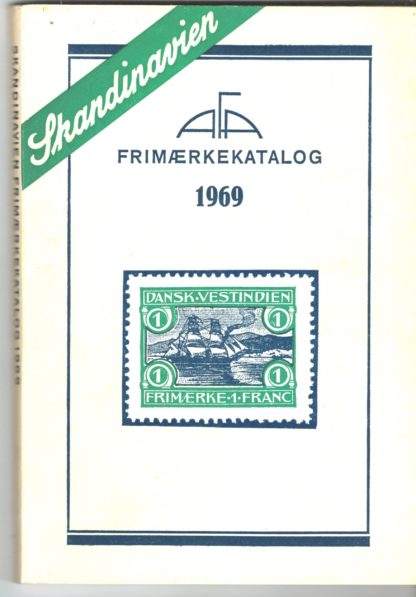 Skandinavien
AFA
FRIMÆRKEKATALOG
1969
DANSK·VESTINDIEN
1 1
1 1
FRIMÆRKE·1·FRANC
SKANDINAVIEN FRIMÆRKEKATALOG 1969